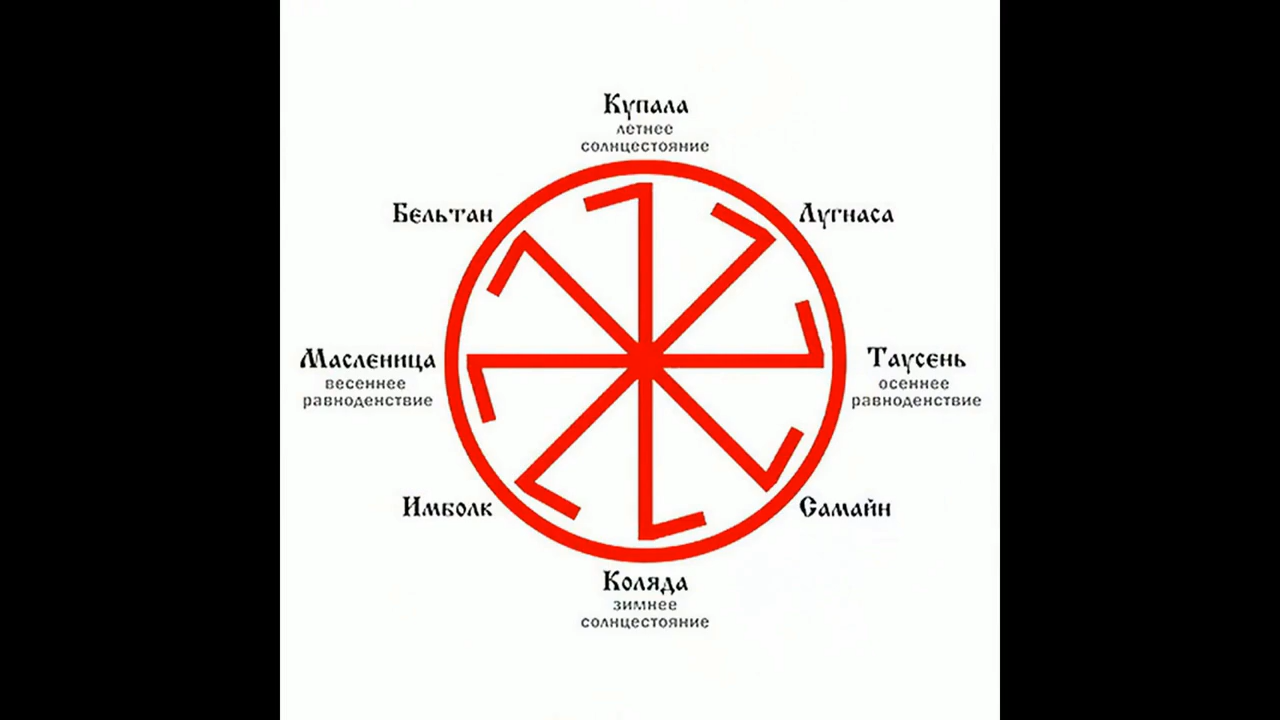 Купала
летнее
солнцестояние
Бельтан
Лугнаса
Масленица
весеннее
равноденствие
Таусень
осеннее
равноденствие
Имболк
Самайн
Коляда
зимнее
солнцестояние